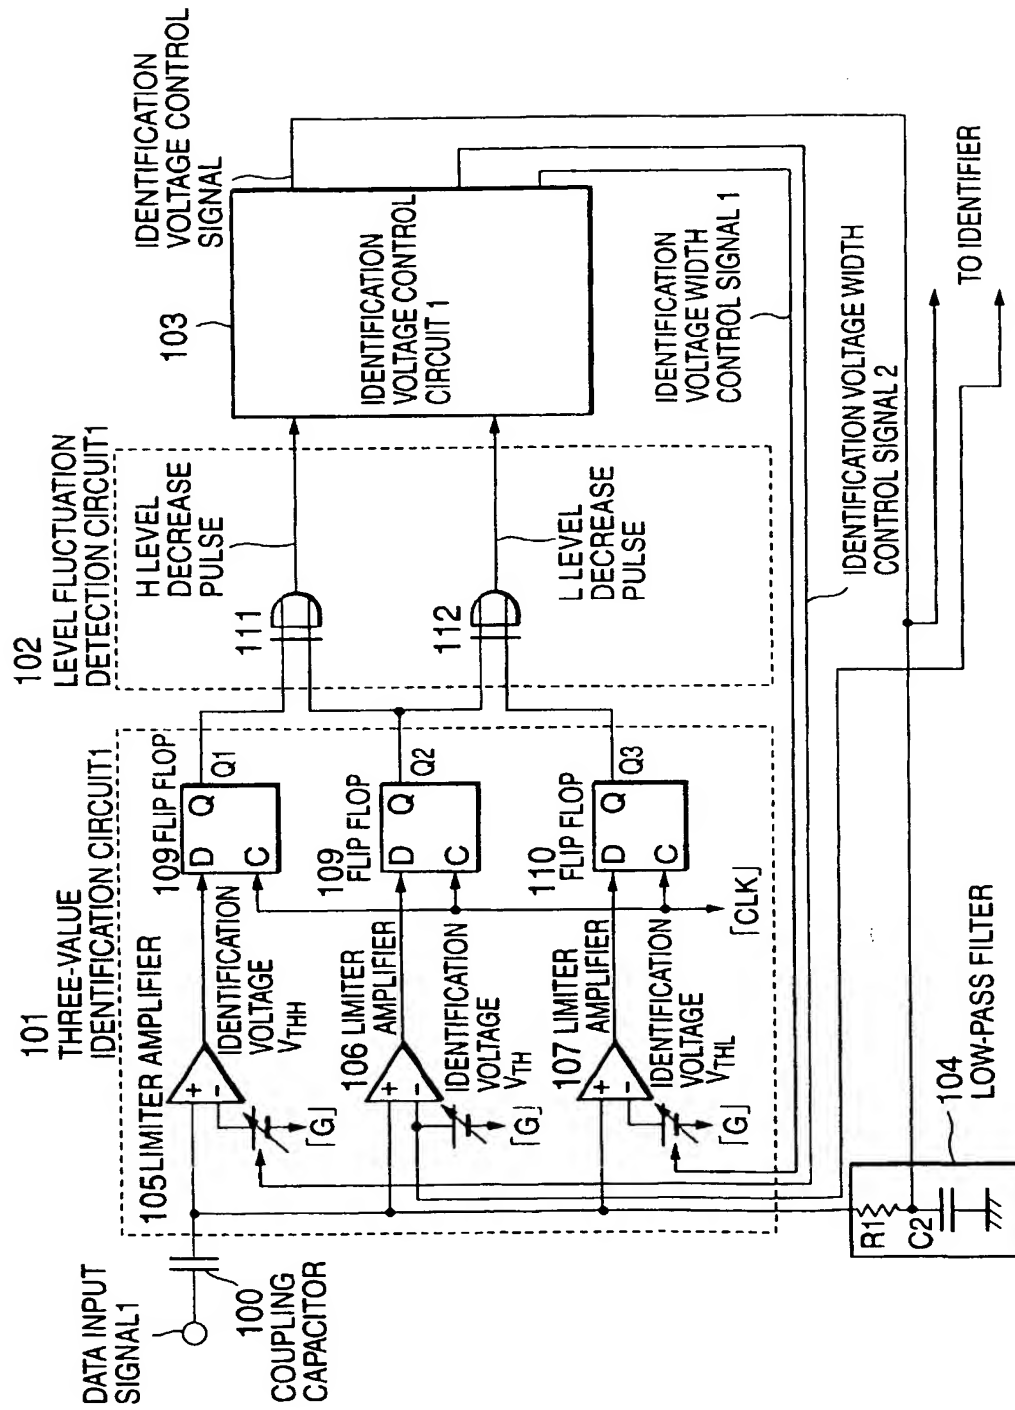 DATA INPUT
SIGNAL1
100
COUPLING
CAPACITOR
101
THREE-VALUE
IDENTIFICATION CIRCUIT1
105 LIMITER AMPLIFIER
+
-
IDENTIFICATION
VOLTAGE
VTHH
「G」
109 FLIP FLOP
D
Q
C
Q1
106 LIMITER
AMPLIFIER
+
-
IDENTIFICATION
VOLTAGE
VTH
「G」
109
FLIP FLOP
D
Q
C
Q2
107 LIMITER
AMPLIFIER
+
-
IDENTIFICATION
VOLTAGE
VTHL
「G」
110
FLIP FLOP
D
Q
C
Q3
「CLK」
102
LEVEL FLUCTUATION
DETECTION CIRCUIT1
111
H LEVEL
DECREASE
PULSE
112
L LEVEL
DECREASE
PULSE
103
IDENTIFICATION
VOLTAGE CONTROL
CIRCUIT 1
IDENTIFICATION
VOLTAGE CONTROL
SIGNAL
IDENTIFICATION
VOLTAGE WIDTH
CONTROL SIGNAL 1
IDENTIFICATION VOLTAGE WIDTH
CONTROL SIGNAL 2
TO IDENTIFIER
R1
C2
104
LOW-PASS FILTER